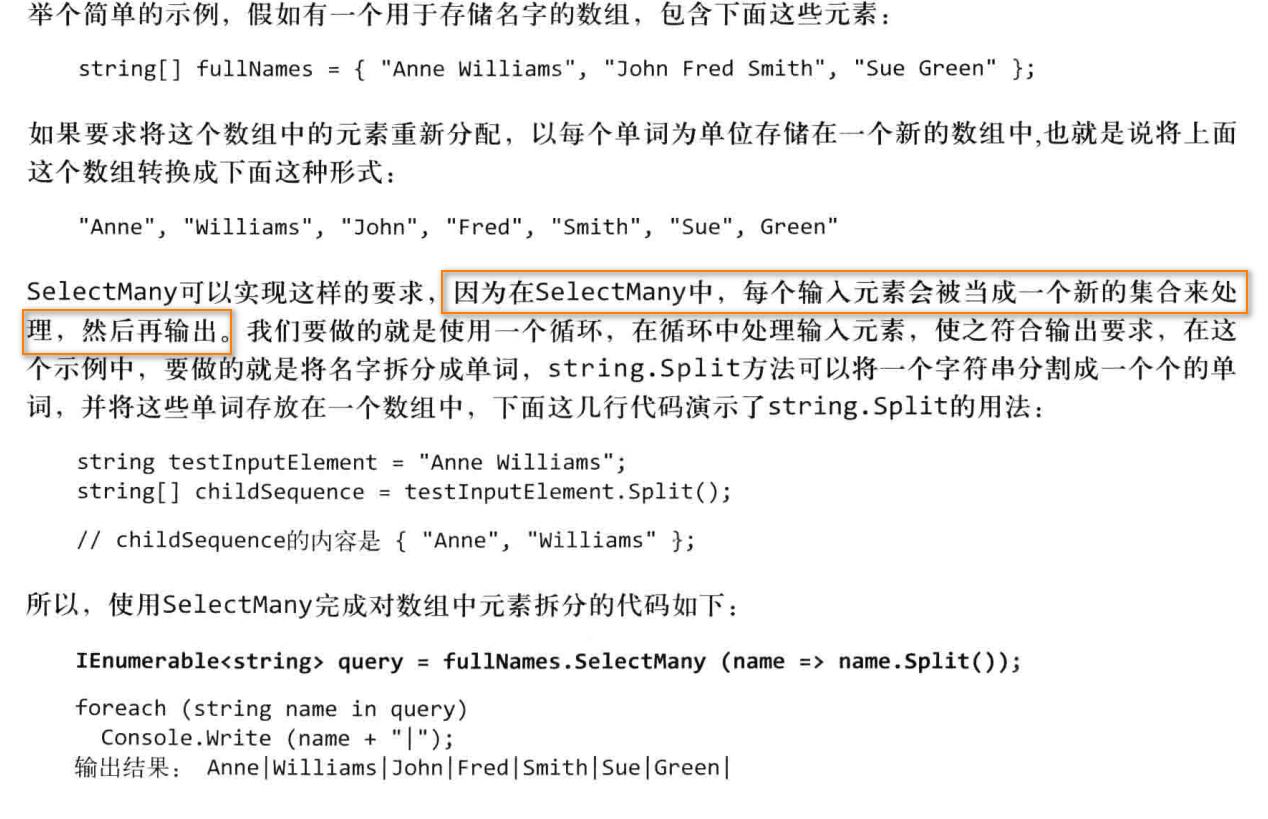 举个简单的示例，假如有一个用于存储名字的数组，包含下面这些元素：
string[] fullNames = { "Anne Williams", "John Fred Smith", "Sue Green" };
如果要求将这个数组中的元素重新分配，以每个单词为单位存储在一个新的数组中,也就是说将上面
这个数组转换成下面这种形式：
"Anne", "Williams", "John", "Fred", "Smith", "Sue", Green"
SelectMany可以实现这样的要求，因为在SelectMany中，每个输入元素会被当成一个新的集合来处
理，然后再输出。我们要做的就是使用一个循环，在循环中处理输入元素，使之符合输出要求，在这
个示例中，要做的就是将名字拆分成单词，string.Split方法可以将一个字符串分割成一个个的单
词，并将这些单词存放在一个数组中，下面这几行代码演示了string.Split的用法：
string testInputElement = "Anne Williams";
string[] childSequence = testInputElement.Split();
// childSequence的内容是 { "Anne", "Williams" };
所以，使用SelectMany完成对数组中元素拆分的代码如下：
IEnumerable<string> query = fullNames.SelectMany (name => name.Split());
foreach (string name in query)
Console.Write (name + "|");
输出结果： Anne|Williams|John|Fred|Smith|Sue|Green|